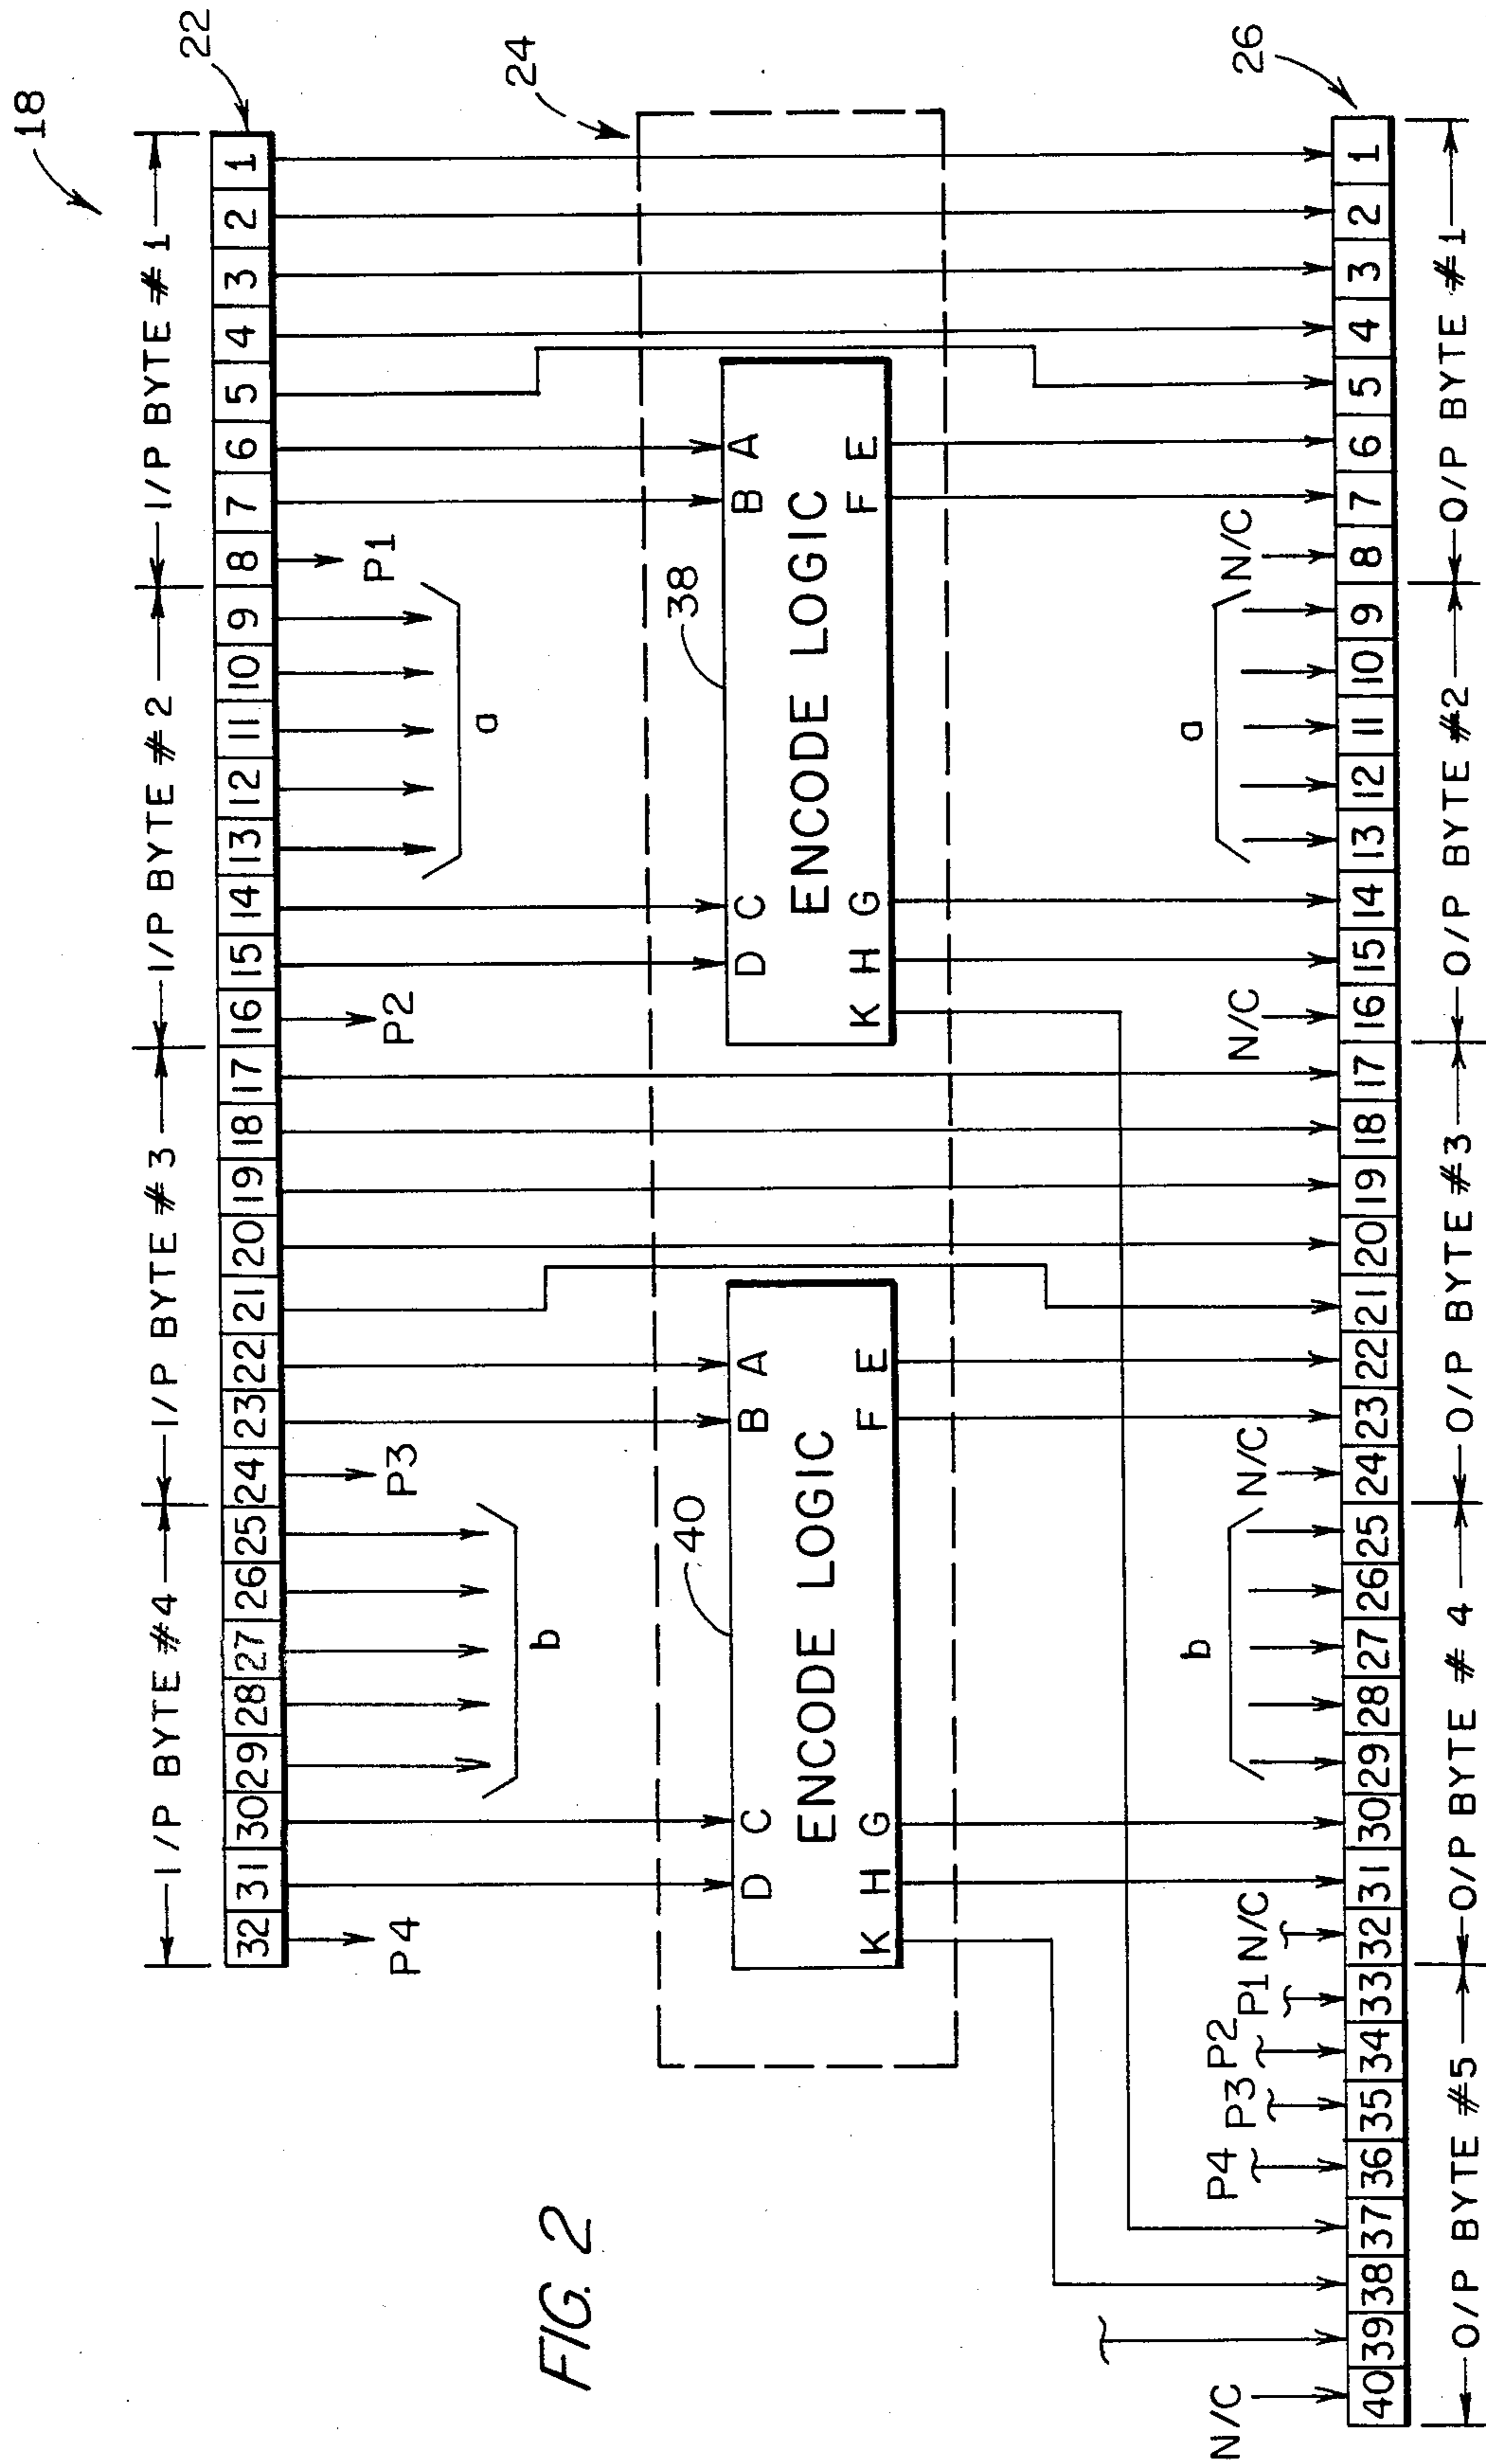 18
I/P BYTE #4 I/P BYTE #3 I/P BYTE #2 I/P BYTE #1
22
32 31 30 29 28 27 26 25 24 23 22 21 20 19 18 17 16 15 14 13 12 11 10 9 8 7 6 5 4 3 2 1
P4 P3 P2 P1
b a
24
40 38
D C B A D C B A
ENCODE LOGIC ENCODE LOGIC
K H G F E K H G F E
FIG. 2
b a
N/C P4 P3 P2 P1 N/C N/C N/C N/C
26
40 39 38 37 36 35 34 33 32 31 30 29 28 27 26 25 24 23 22 21 20 19 18 17 16 15 14 13 12 11 10 9 8 7 6 5 4 3 2 1
O/P BYTE #5 O/P BYTE #4 O/P BYTE #3 O/P BYTE #2 O/P BYTE #1